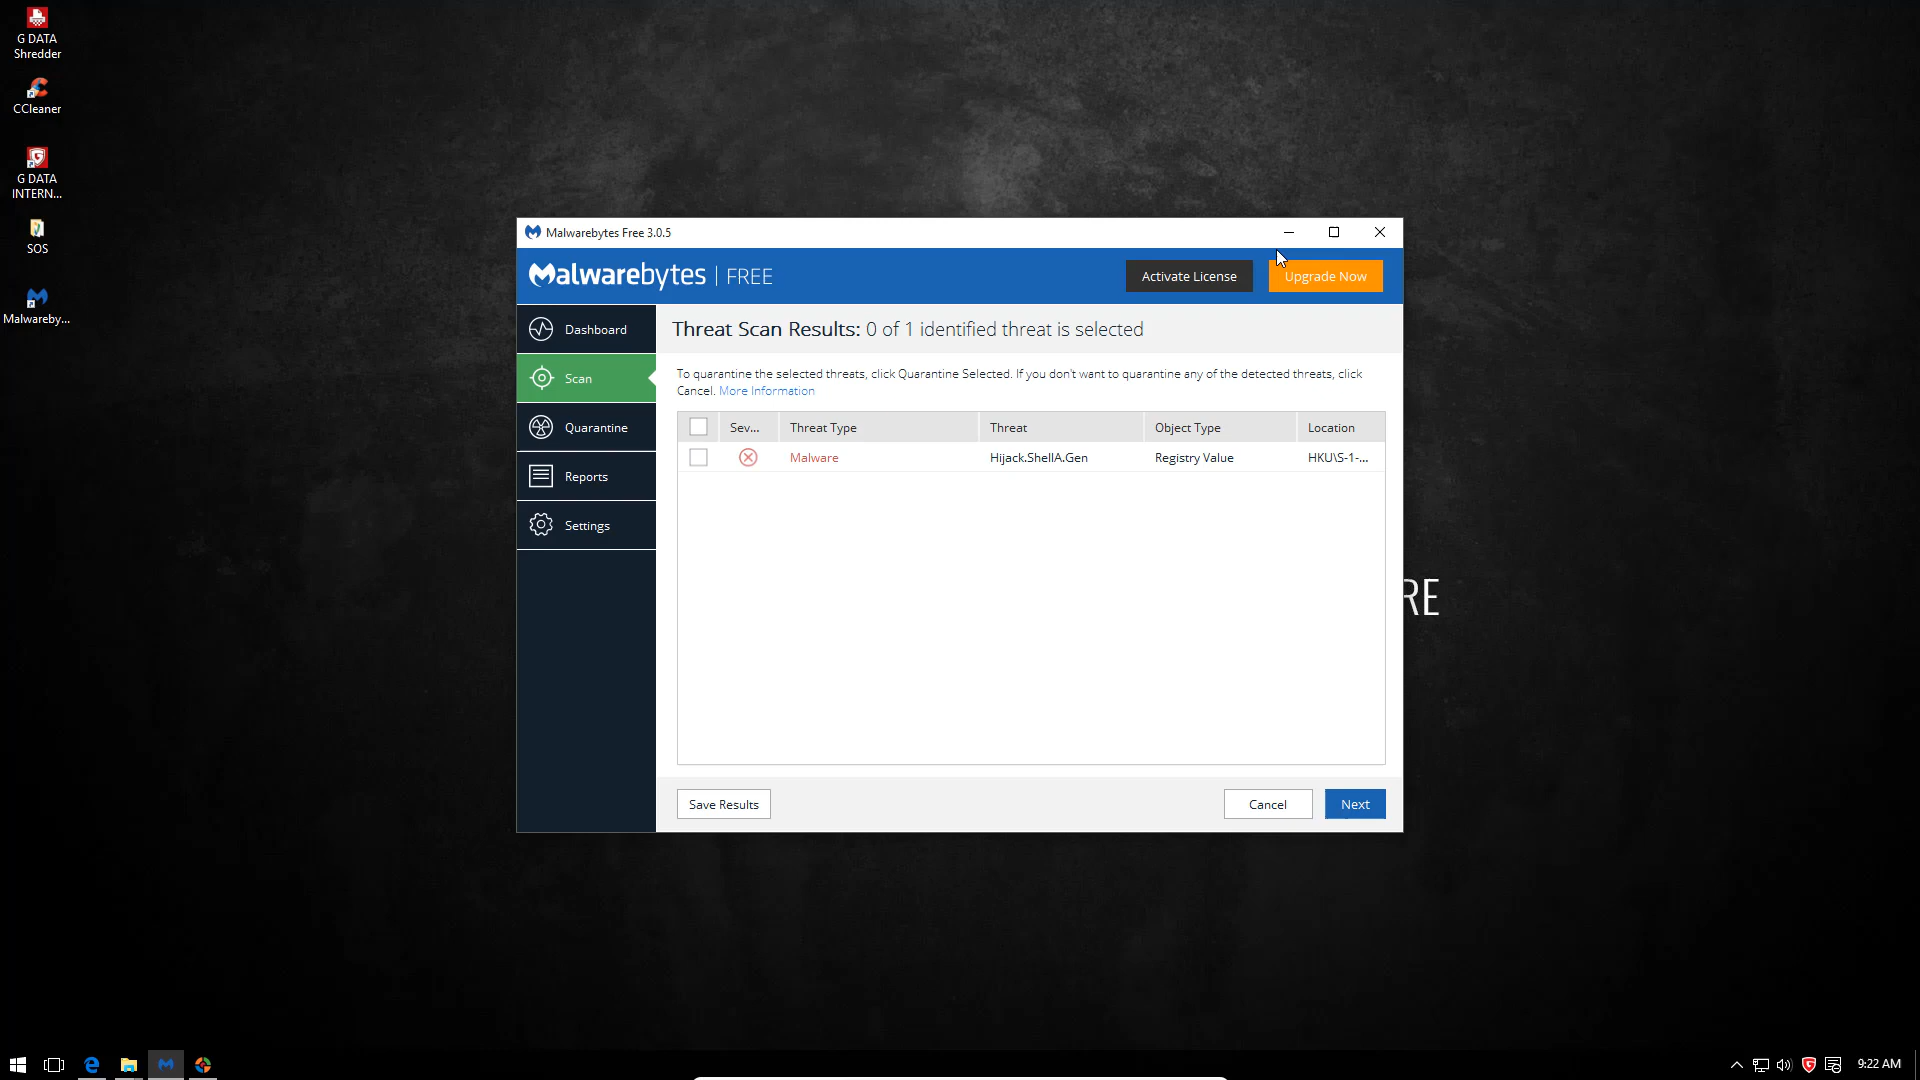 G DATA
Shredder
CCleaner
G DATA
INTERN...
SOS
Malwareby...
Malwarebytes Free 3.0.5
Malwarebytes | FREE
Activate License
Upgrade Now
Dashboard
Scan
Quarantine
Reports
Settings
Threat Scan Results: 0 of 1 identified threat is selected
To quarantine the selected threats, click Quarantine Selected. If you don't want to quarantine any of the detected threats, click
Cancel. More Information
Sev... Threat Type Threat Object Type Location
Malware Hijack.ShellA.Gen Registry Value HKU\S-1-...
Save Results
Cancel
Next
RE
9:22 AM